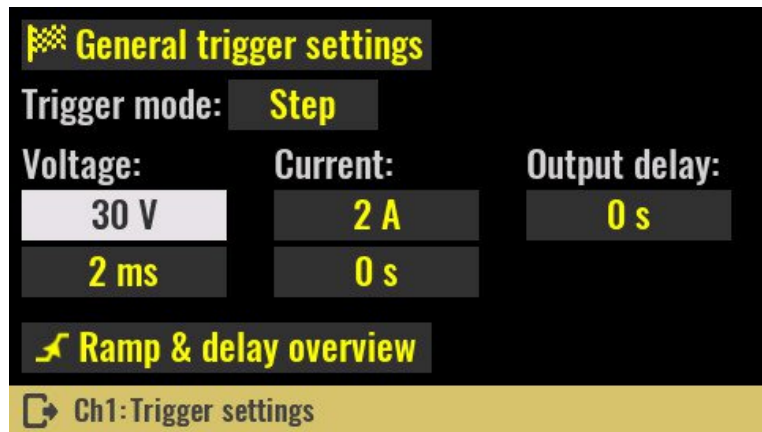 General trigger settings
Trigger mode: Step
Voltage: Current: Output delay:
30 V 2 A 0 s
2 ms 0 s
Ramp & delay overview
Ch1: Trigger settings